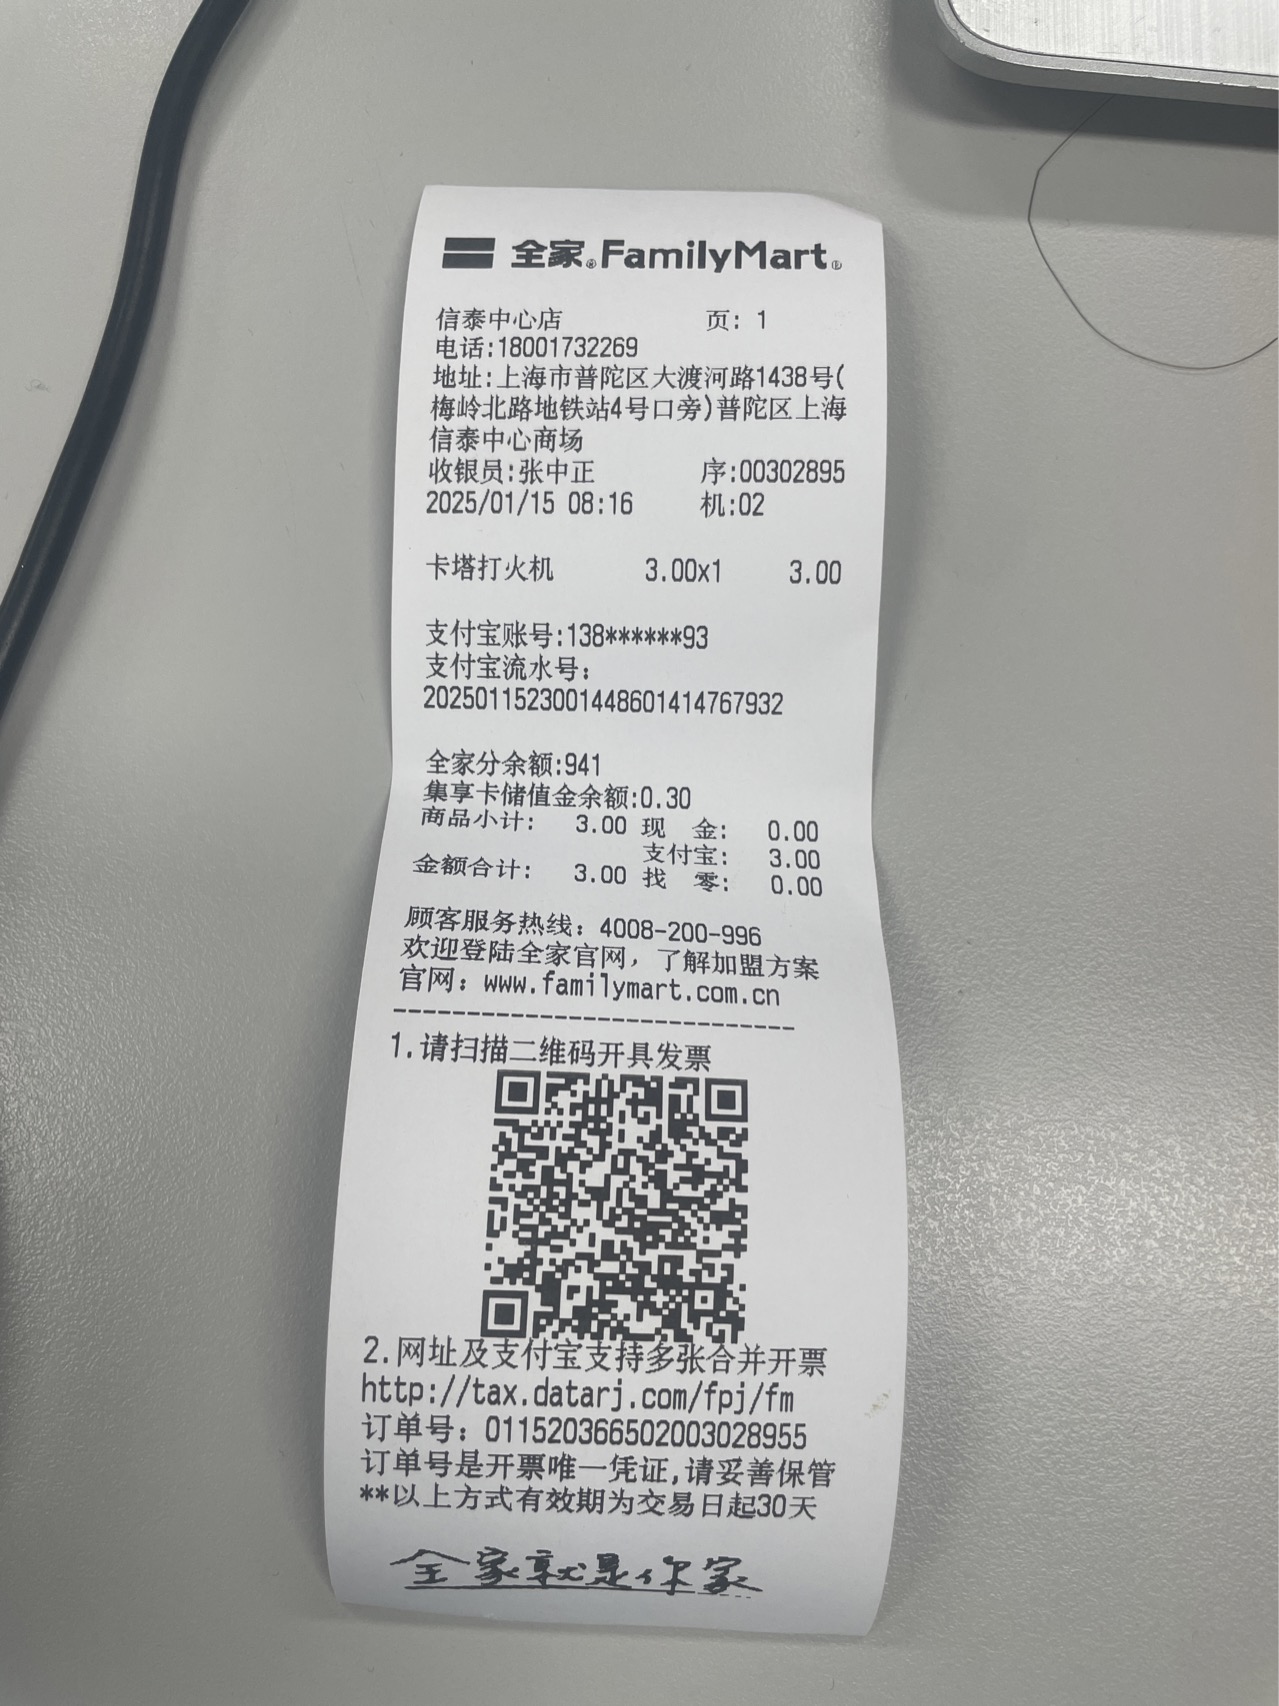 全家®FamilyMart®
信泰中心店 页: 1
电话:18001732269
地址:上海市普陀区大渡河路1438号(
梅岭北路地铁站4号口旁)普陀区上海
信泰中心商场
收银员:张中正 序:00302895
2025/01/15 08:16 机:02
卡塔打火机 3.00x1 3.00
支付宝账号:138******93
支付宝流水号:
2025011523001448601414767932
全家分余额:941
集享卡储值金余额:0.30
商品小计: 3.00 现 金: 0.00
支付宝: 3.00
金额合计: 3.00 找 零: 0.00
顾客服务热线: 4008-200-996
欢迎登陆全家官网, 了解加盟方案
官网: www.familymart.com.cn
1.请扫描二维码开具发票
2.网址及支付宝支持多张合并开票
http://tax.datarj.com/fpj/fm
订单号: 011520366502003028955
订单号是开票唯一凭证,请妥善保管
**以上方式有效期为交易日起30天
全家就是你家